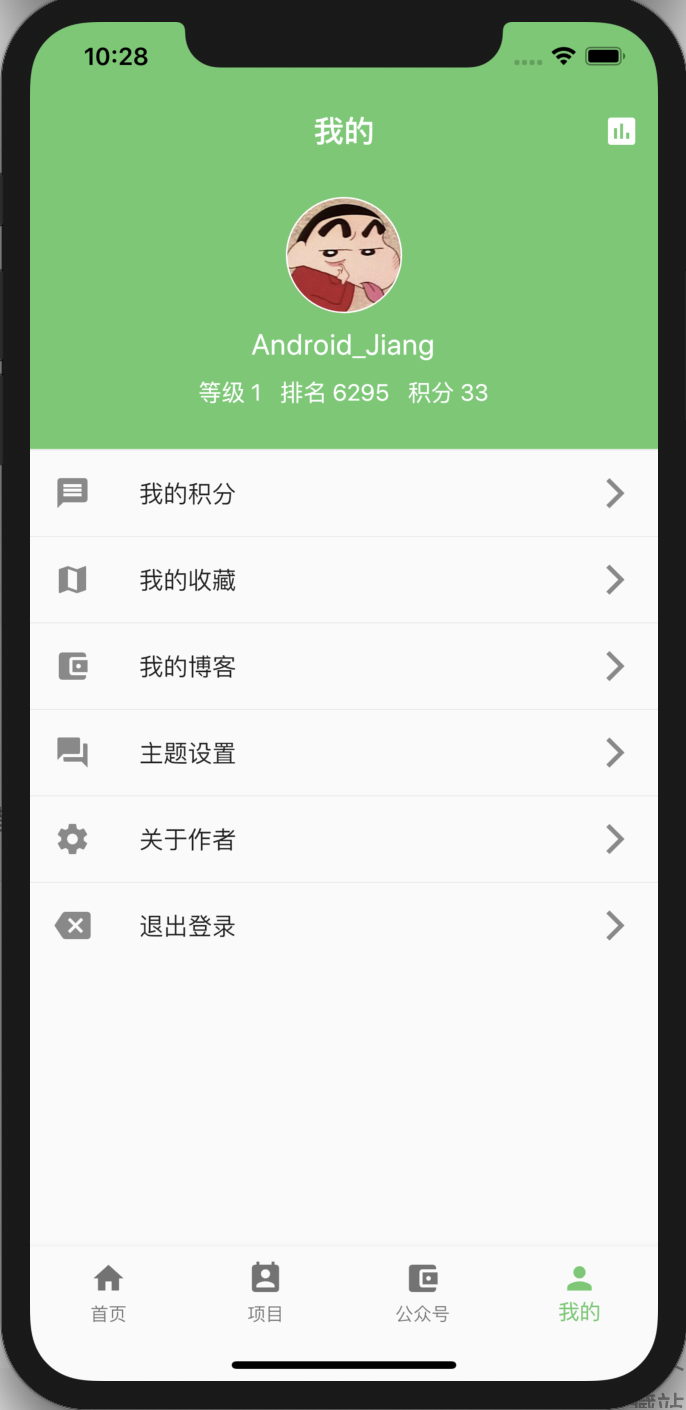 10:28
我的
Android_Jiang
等级 1 排名 6295 积分 33
我的积分
我的收藏
我的博客
主题设置
关于作者
退出登录
首页 项目 公众号 我的